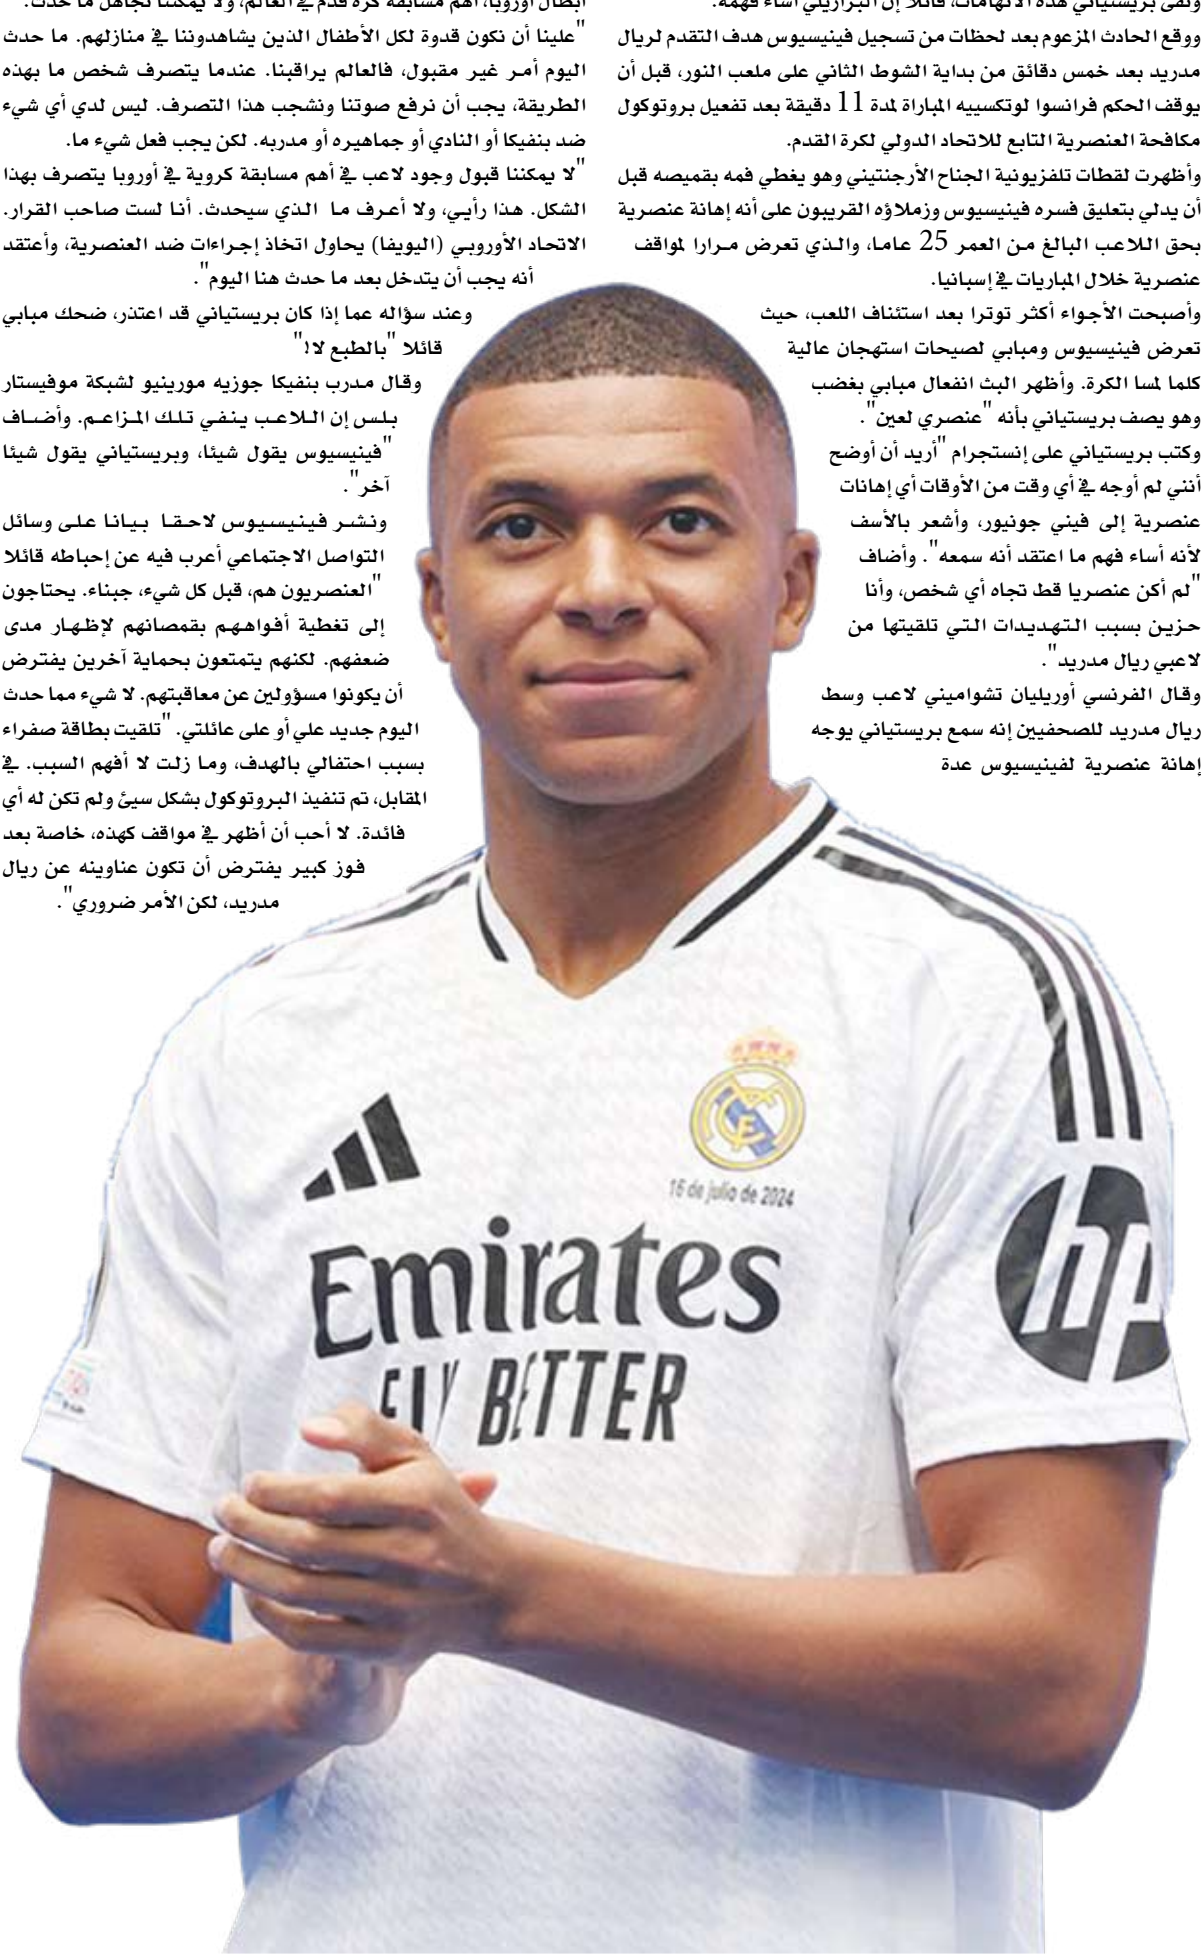 ونفى بريستياني هذه الاتهامات، قائلا إن البرازيلي أساء فهمه.
ووقع الحادث المزعوم بعد لحظات من تسجيل فينيسيوس هدف التقدم لريال
مدريد بعد خمس دقائق من بداية الشوط الثاني على ملعب النور، قبل أن
يوقف الحكم فرانسوا لوتكسييه المباراة لمدة 11 دقيقة بعد تفعيل بروتوكول
مكافحة العنصرية التابع للاتحاد الدولي لكرة القدم.
وأظهرت لقطات تلفزيونية الجناح الأرجنتيني وهو يغطي فمه بقميصه قبل
أن يدلي بتعليق فسره فينيسيوس وزملاؤه القريبون على أنه إهانة عنصرية
بحق اللاعب البالغ من العمر 25 عاما، والذي تعرض مرارا لمواقف
عنصرية خلال المباريات في إسبانيا.
وأصبحت الأجواء أكثر توترا بعد استئناف اللعب، حيث
تعرض فينيسيوس ومبابي لصيحات استهجان عالية
كلما لمسا الكرة. وأظهر البث انفعال مبابي بغضب
وهو يصف بريستياني بأنه "عنصري لعين".
وكتب بريستياني على إنستجرام "أريد أن أوضح
أنني لم أوجه في أي وقت من الأوقات أي إهانات
عنصرية إلى فيني جونيور، وأشعر بالأسف
لأنه أساء فهم ما اعتقد أنه سمعه". وأضاف
"لم أكن عنصريا قط تجاه أي شخص، وأنا
حزين بسبب التهديدات التي تلقيتها من
لاعبي ريال مدريد".
وقال الفرنسي أوريليان تشواميني لاعب وسط
ريال مدريد للصحفيين إنه سمع بريستياني يوجه
إهانة عنصرية لفينيسيوس عدة
أبطال أوروبا، أهم مسابقة كرة قدم في العالم، ولا يمكننا تجاهل ما حدث.
"علينا أن نكون قدوة لكل الأطفال الذين يشاهدوننا في منازلهم. ما حدث
اليوم أمر غير مقبول، فالعالم يراقبنا. عندما يتصرف شخص ما بهذه
الطريقة، يجب أن نرفع صوتنا ونشجب هذا التصرف. ليس لدي أي شيء
ضد بنفيكا أو النادي أو جماهيره أو مدربه. لكن يجب فعل شيء ما.
"لا يمكننا قبول وجود لاعب في أهم مسابقة كروية في أوروبا يتصرف بهذا
الشكل. هذا رأيي، ولا أعرف ما الذي سيحدث. أنا لست صاحب القرار.
الاتحاد الأوروبي (اليويفا) يحاول اتخاذ إجراءات ضد العنصرية، وأعتقد
أنه يجب أن يتدخل بعد ما حدث هنا اليوم".
وعند سؤاله عما إذا كان بريستياني قد اعتذر، ضحك مبابي
قائلا "بالطبع لا!"
وقال مدرب بنفيكا جوزيه مورينيو لشبكة موفيستار
بلس إن اللاعب ينفي تلك المزاعم. وأضاف
"فينيسيوس يقول شيئا، وبريستياني يقول شيئا
آخر".
ونشر فينيسيوس لاحقا بيانا على وسائل
التواصل الاجتماعي أعرب فيه عن إحباطه قائلا
"العنصريون هم، قبل كل شيء، جبناء. يحتاجون
إلى تغطية أفواههم بقمصانهم لإظهار مدى
ضعفهم. لكنهم يتمتعون بحماية آخرين يفترض
أن يكونوا مسؤولين عن معاقبتهم. لا شيء مما حدث
اليوم جديد علي أو على عائلتي. "تلقيت بطاقة صفراء
بسبب احتفالي بالهدف، وما زلت لا أفهم السبب. في
المقابل، تم تنفيذ البروتوكول بشكل سيئ ولم تكن له أي
فائدة. لا أحب أن أظهر في مواقف كهذه، خاصة بعد
فوز كبير يفترض أن تكون عناوينه عن ريال
مدريد، لكن الأمر ضروري".
16 de julio de 2024
Emirates
FLY BETTER
hp